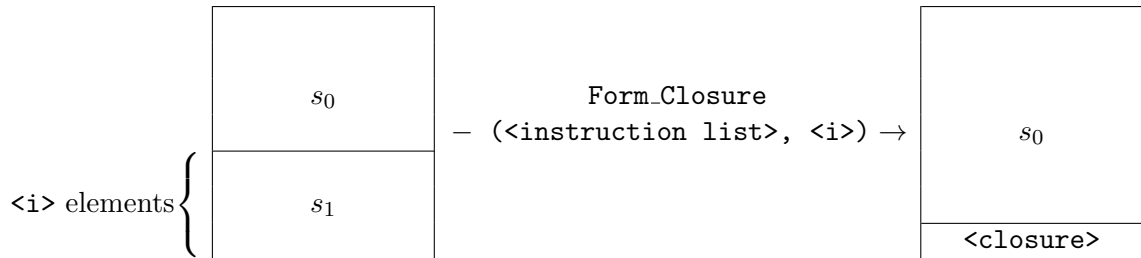 s₀
Form_Closure
— (<instruction list>, <i>) →
s₀
<i> elements
s₁
<closure>